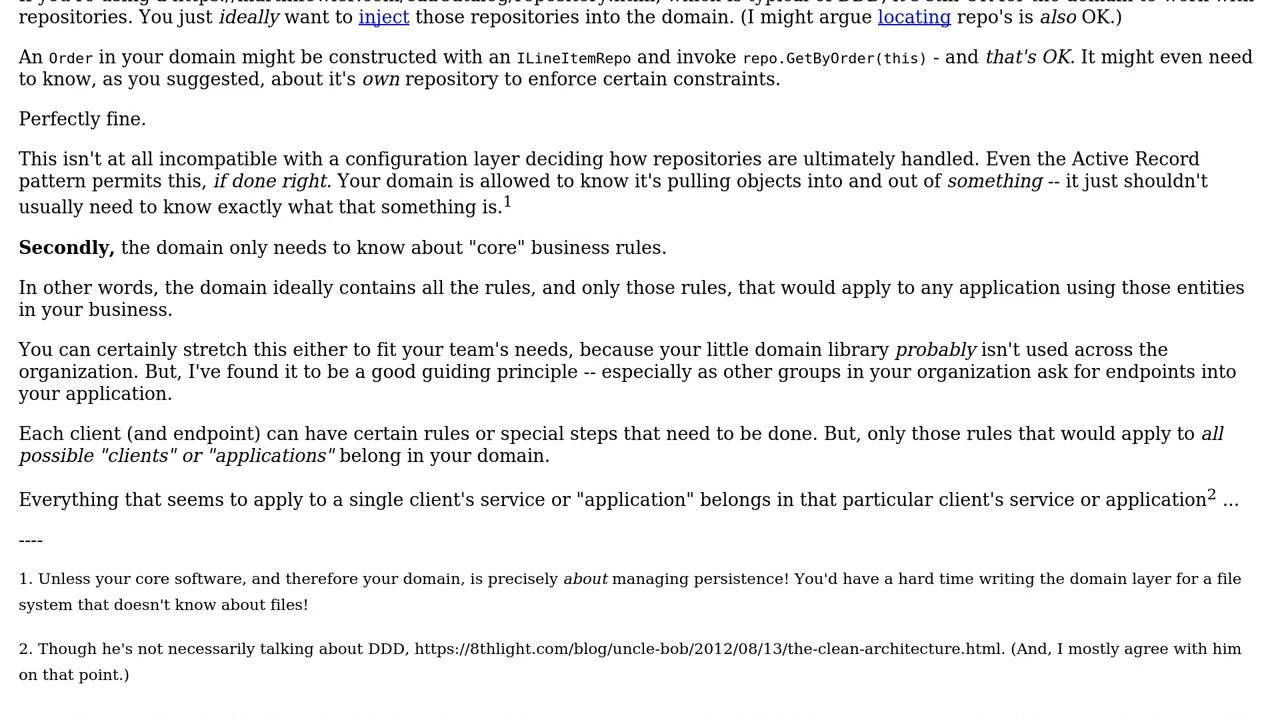 repositories. You just ideally want to inject those repositories into the domain. (I might argue locating repo's is also OK.)
An Order in your domain might be constructed with an ILineItemRepo and invoke repo.GetByOrder(this) - and that's OK. It might even need
to know, as you suggested, about it's own repository to enforce certain constraints.
Perfectly fine.
This isn't at all incompatible with a configuration layer deciding how repositories are ultimately handled. Even the Active Record
pattern permits this, if done right. Your domain is allowed to know it's pulling objects into and out of something -- it just shouldn't
usually need to know exactly what that something is.1
Secondly, the domain only needs to know about "core" business rules.
In other words, the domain ideally contains all the rules, and only those rules, that would apply to any application using those entities
in your business.
You can certainly stretch this either to fit your team's needs, because your little domain library probably isn't used across the
organization. But, I've found it to be a good guiding principle -- especially as other groups in your organization ask for endpoints into
your application.
Each client (and endpoint) can have certain rules or special steps that need to be done. But, only those rules that would apply to all
possible "clients" or "applications" belong in your domain.
Everything that seems to apply to a single client's service or "application" belongs in that particular client's service or application2 ...
----
1. Unless your core software, and therefore your domain, is precisely about managing persistence! You'd have a hard time writing the domain layer for a file
system that doesn't know about files!
2. Though he's not necessarily talking about DDD, https://8thlight.com/blog/uncle-bob/2012/08/13/the-clean-architecture.html. (And, I mostly agree with him
on that point.)